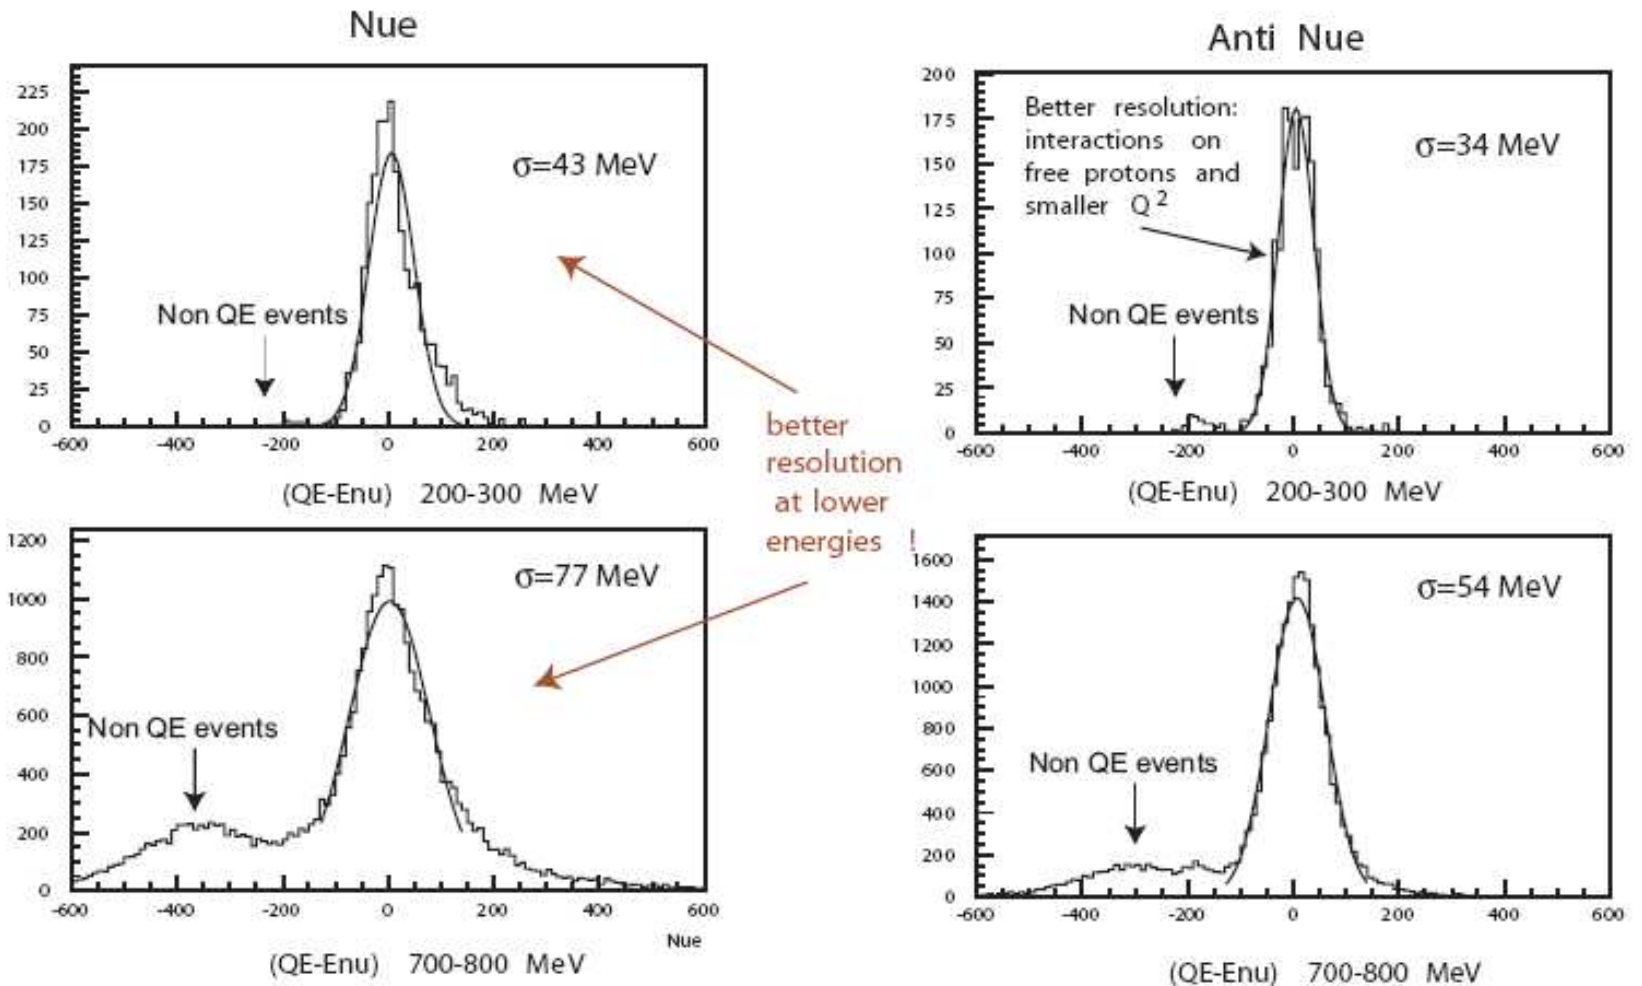 Nue
225
200
175
150
125
100
75
50
25
0
σ=43 MeV
Non QE events
-600 -400 -200 0 200 400 600
(QE-Enu) 200-300 MeV
Anti Nue
200
175
150
125
100
75
50
25
0
Better resolution:
interactions on
free protons and
smaller Q²
σ=34 MeV
Non QE events
-600 -400 -200 0 200 400 600
(QE-Enu) 200-300 MeV
better
resolution
at lower
energies !
1200
1000
800
600
400
200
0
σ=77 MeV
Non QE events
-600 -400 -200 0 200 400 600
Nue
(QE-Enu) 700-800 MeV
1600
1400
1200
1000
800
600
400
200
0
σ=54 MeV
Non QE events
-600 -400 -200 0 200 400 600
(QE-Enu) 700-800 MeV